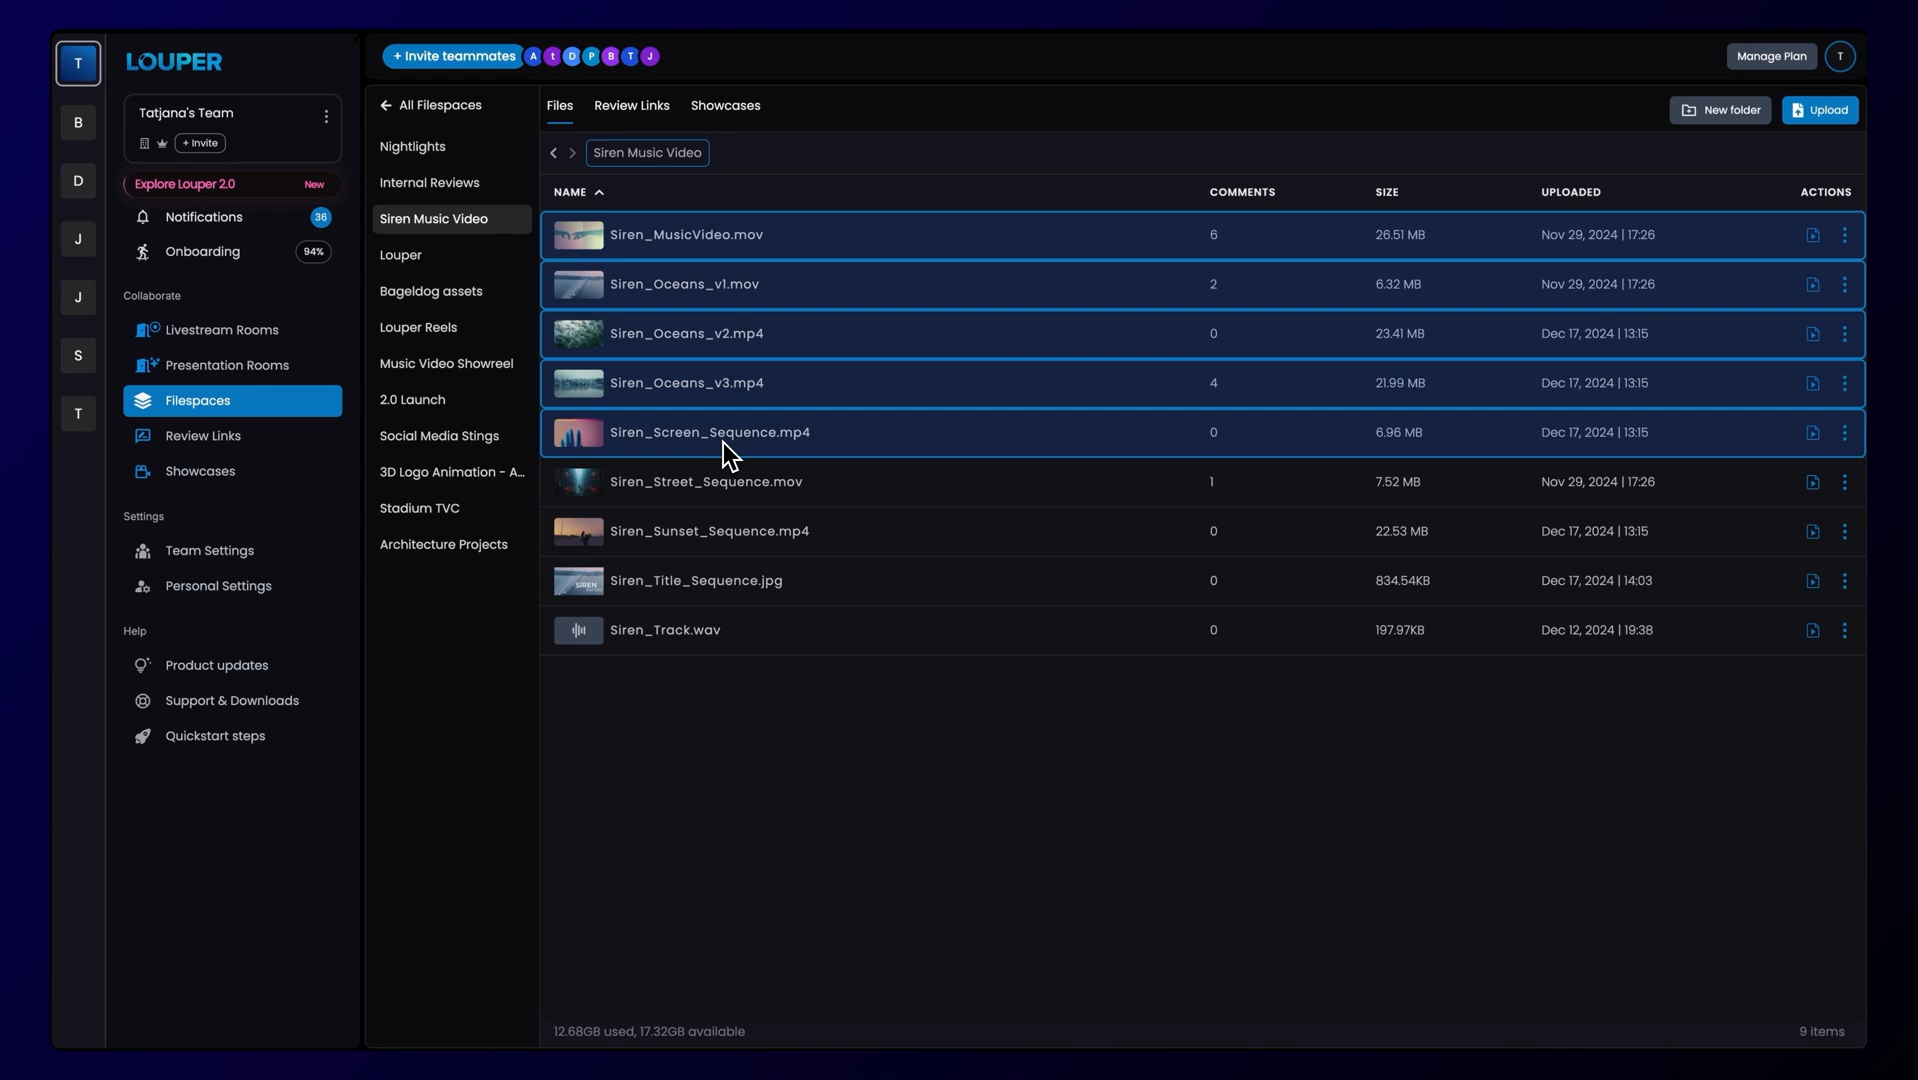 T
B
D
J
J
S
T
LOUPER
Tatjana's Team
+ Invite
Explore Louper 2.0 New
Notifications 36
Onboarding 94%
Collaborate
Livestream Rooms
Presentation Rooms
Filespaces
Review Links
Showcases
Settings
Team Settings
Personal Settings
Help
Product updates
Support & Downloads
Quickstart steps
+ Invite teammates A t D P B T J
Manage Plan T
All Filespaces
Nightlights
Internal Reviews
Siren Music Video
Louper
Bageldog assets
Louper Reels
Music Video Showreel
2.0 Launch
Social Media Stings
3D Logo Animation - A...
Stadium TVC
Architecture Projects
Files Review Links Showcases
New folder Upload
Siren Music Video
NAME COMMENTS SIZE UPLOADED ACTIONS
Siren_MusicVideo.mov 6 26.51 MB Nov 29, 2024 | 17:26
Siren_Oceans_v1.mov 2 6.32 MB Nov 29, 2024 | 17:26
Siren_Oceans_v2.mp4 0 23.41 MB Dec 17, 2024 | 13:15
Siren_Oceans_v3.mp4 4 21.99 MB Dec 17, 2024 | 13:15
Siren_Screen_Sequence.mp4 0 6.96 MB Dec 17, 2024 | 13:15
Siren_Street_Sequence.mov 1 7.52 MB Nov 29, 2024 | 17:26
Siren_Sunset_Sequence.mp4 0 22.53 MB Dec 17, 2024 | 13:15
SIREN
Siren_Title_Sequence.jpg 0 834.54KB Dec 17, 2024 | 14:03
Siren_Track.wav 0 197.97KB Dec 12, 2024 | 19:38
12.68GB used, 17.32GB available 9 items